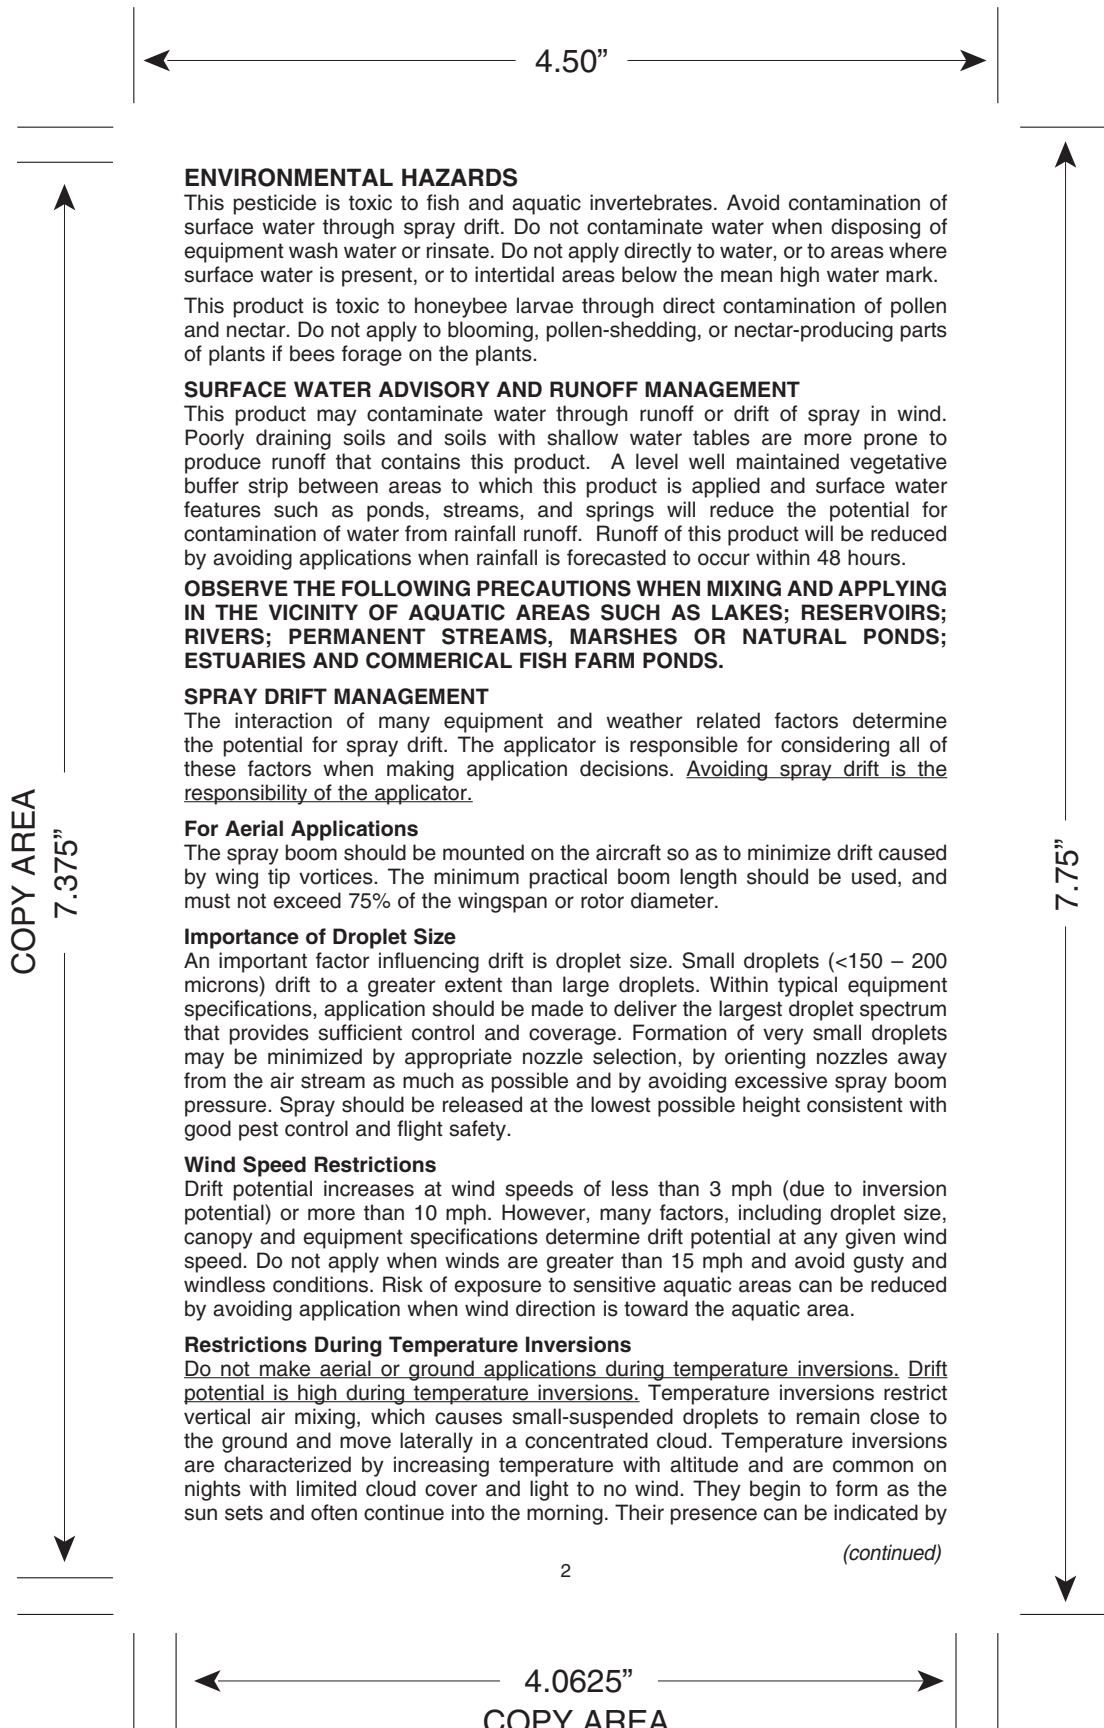 4.50”
ENVIRONMENTAL HAZARDS
This pesticide is toxic to fish and aquatic invertebrates. Avoid contamination of
surface water through spray drift. Do not contaminate water when disposing of
equipment wash water or rinsate. Do not apply directly to water, or to areas where
surface water is present, or to intertidal areas below the mean high water mark.
This product is toxic to honeybee larvae through direct contamination of pollen
and nectar. Do not apply to blooming, pollen-shedding, or nectar-producing parts
of plants if bees forage on the plants.
SURFACE WATER ADVISORY AND RUNOFF MANAGEMENT
This product may contaminate water through runoff or drift of spray in wind.
Poorly draining soils and soils with shallow water tables are more prone to
produce runoff that contains this product. A level well maintained vegetative
buffer strip between areas to which this product is applied and surface water
features such as ponds, streams, and springs will reduce the potential for
contamination of water from rainfall runoff. Runoff of this product will be reduced
by avoiding applications when rainfall is forecasted to occur within 48 hours.
OBSERVE THE FOLLOWING PRECAUTIONS WHEN MIXING AND APPLYING
IN THE VICINITY OF AQUATIC AREAS SUCH AS LAKES; RESERVOIRS;
RIVERS; PERMANENT STREAMS, MARSHES OR NATURAL PONDS;
ESTUARIES AND COMMERICAL FISH FARM PONDS.
SPRAY DRIFT MANAGEMENT
The interaction of many equipment and weather related factors determine
the potential for spray drift. The applicator is responsible for considering all of
these factors when making application decisions. Avoiding spray drift is the
responsibility of the applicator.
For Aerial Applications
The spray boom should be mounted on the aircraft so as to minimize drift caused
by wing tip vortices. The minimum practical boom length should be used, and
must not exceed 75% of the wingspan or rotor diameter.
Importance of Droplet Size
An important factor influencing drift is droplet size. Small droplets (<150 – 200
microns) drift to a greater extent than large droplets. Within typical equipment
specifications, application should be made to deliver the largest droplet spectrum
that provides sufficient control and coverage. Formation of very small droplets
may be minimized by appropriate nozzle selection, by orienting nozzles away
from the air stream as much as possible and by avoiding excessive spray boom
pressure. Spray should be released at the lowest possible height consistent with
good pest control and flight safety.
Wind Speed Restrictions
Drift potential increases at wind speeds of less than 3 mph (due to inversion
potential) or more than 10 mph. However, many factors, including droplet size,
canopy and equipment specifications determine drift potential at any given wind
speed. Do not apply when winds are greater than 15 mph and avoid gusty and
windless conditions. Risk of exposure to sensitive aquatic areas can be reduced
by avoiding application when wind direction is toward the aquatic area.
Restrictions During Temperature Inversions
Do not make aerial or ground applications during temperature inversions. Drift
potential is high during temperature inversions. Temperature inversions restrict
vertical air mixing, which causes small-suspended droplets to remain close to
the ground and move laterally in a concentrated cloud. Temperature inversions
are characterized by increasing temperature with altitude and are common on
nights with limited cloud cover and light to no wind. They begin to form as the
sun sets and often continue into the morning. Their presence can be indicated by
(continued)
2
COPY AREA
7.375”
7.75”
4.0625”
COPY AREA